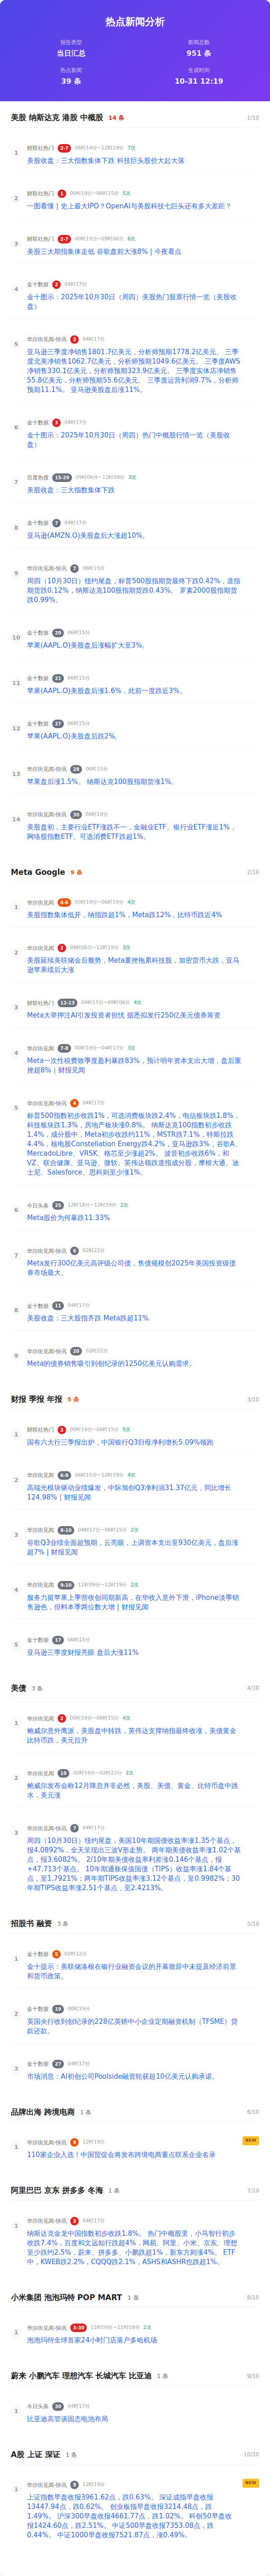 热点新闻分析
报告类型
新闻总数
当日汇总
951 条
热点新闻
生成时间
39 条
10-31 12:19
美股 纳斯达克 港股 中概股 14 条
1/10
1
财联社热门 2-7 06时14分~12时19分 7次
美股收盘：三大指数集体下跌 科技巨头股价大起大落
2
财联社热门 1 00时19分~06时15分 5次
一图看懂 | 史上最大IPO？OpenAI与美股科技七巨头还有多大差距？
3
财联社热门 2-7 00时19分~09时06分 6次
美股三大期指集体走低 谷歌盘前大涨8% | 今夜看点
4
金十数据 2 04时17分
金十图示：2025年10月30日（周四）美股热门股票行情一览（美股收
盘）
5
华尔街见闻-快讯 2 04时17分
亚马逊三季度净销售1801.7亿美元，分析师预期1778.2亿美元。 三季
度北美净销售1062.7亿美元，分析师预期1049.6亿美元。 三季度AWS
净销售330.1亿美元，分析师预期323.9亿美元。 三季度实体店净销售
55.8亿美元，分析师预期55.6亿美元。 三季度运营利润9.7%，分析师
预期11.1%。 亚马逊美股盘后涨11%。
6
金十数据 3 04时17分
金十图示：2025年10月30日（周四）热门中概股行情一览（美股收
盘）
7
百度热搜 15-29 09时06分~11时09分 3次
美股收盘：三大指数集体下跌
8
金十数据 7 04时17分
亚马逊(AMZN.O)美股盘后大涨超10%。
9
华尔街见闻-快讯 7 06时15分
周四（10月30日）纽约尾盘，标普500股指期货最终下跌0.42%，道指
期货跌0.12%，纳斯达克100股指期货跌0.43%。 罗素2000股指期货
跌0.99%。
10
金十数据 20 06时15分
苹果(AAPL.O)美股盘后涨幅扩大至3%。
11
金十数据 21 06时15分
苹果(AAPL.O)美股盘后涨1.6%，此前一度跌近3%。
12
金十数据 27 06时15分
苹果(AAPL.O)美股盘后跌2%。
13
华尔街见闻-快讯 28 06时15分
苹果盘后涨1.5%。 纳斯达克100股指期货涨1%。
14
华尔街见闻-快讯 30 00时19分
美股盘初，主要行业ETF涨跌不一，金融业ETF、银行业ETF涨近1%，
网络股指数ETF、可选消费ETF跌超1%。
Meta Google 9 条
2/10
1
华尔街见闻 4-6 00时19分~06时15分 4次
美股指数集体低开，纳指跌超1%，Meta跌12%，比特币跌近4%
2
华尔街见闻 2 09时06分~12时19分 3次
美股延续美联储会后颓势，Meta重挫拖累科技股，加密货币大跌，亚马
逊苹果绩后大涨
3
财联社热门 12-13 04时17分~09时06分 4次
Meta大举押注AI引发投资者担忧 据悉拟发行250亿美元债券筹资
4
华尔街见闻 7-8 00时19分~04时17分 3次
Meta一次性税费致季度盈利暴跌83%，预计明年资本支出大增，盘后重
挫超8%｜财报见闻
5
华尔街见闻-快讯 4 04时17分
标普500指数初步收跌1%，可选消费板块跌2.4%，电信板块跌1.8%，
科技板块跌1.3%，房地产板块涨0.8%。 纳斯达克100指数初步收跌
1.4%，成分股中，Meta初步收跌约11%，MSTR跌7.1%，特斯拉跌
4.4%，核电股Constellation Energy跌4.2%，亚马逊跌3%，谷歌A、
MercadoLibre、VRSK、格芯至少涨超2%。 波音初步收跌6%，和
VZ、联合健康、亚马逊、微软、英伟达领跌道指成分股，摩根大通、迪
士尼、Salesforce、思科则至少涨1%。
6
今日头条 25 12时18分~12时19分 2次
Meta股价为何暴跌11.33%
7
华尔街见闻-快讯 6 02时22分
Meta发行300亿美元高评级公司债，售债规模创2025年美国投资级债
券市场最大。
8
金十数据 11 04时17分
美股收盘：三大股指齐跌 Meta跌超11%
9
华尔街见闻-快讯 20 02时22分
Meta的债券销售吸引到创纪录的1250亿美元认购需求。
财报 季报 年报 5 条
3/10
1
财联社热门 3 00时19分~06时15分 5次
国有六大行三季报出炉，中国银行Q3归母净利增长5.09%领跑
2
华尔街见闻 6-9 06时15分~12时19分 4次
高端光模块驱动业绩爆发，中际旭创Q3净利润31.37亿元，同比增长
124.98%｜财报见闻
3
华尔街见闻 8-10 04时17分~06时15分 2次
谷歌Q3业绩全面超预期，云亮眼，上调资本支出至930亿美元，盘后涨
超7%｜财报见闻
4
华尔街见闻 9-10 11时09分~12时19分 2次
服务力挺苹果上季营收创同期新高，在华收入意外下滑，iPhone淡季销
售逊色，但料本季两位数大增｜财报见闻
5
金十数据 17 06时15分
亚马逊三季度财报亮眼 盘后大涨11%
美债 3 条
4/10
1
华尔街见闻 2 00时19分~06时15分 4次
鲍威尔意外鹰派，美股盘中转跌，英伟达支撑纳指最终收涨，美债黄金
比特币跌，美元拉升
2
华尔街见闻 10 00时19分~02时22分 2次
鲍威尔发布会称12月降息并非必然，美股、美债、黄金、比特币盘中跳
水，美元涨
3
华尔街见闻-快讯 7 04时17分
周四（10月30日）纽约尾盘，美国10年期国债收益率涨1.35个基点，
报4.0892%，全天呈现出三波V形走势。 两年期美债收益率涨1.02个基
点，报3.6082%。 2/10年期美债收益率利差涨0.146个基点，报
+47.713个基点。 10年期通胀保值国债（TIPS）收益率涨1.84个基
点，至1.7921%；两年期TIPS收益率涨3.12个基点，至0.9982%；30
年期TIPS收益率涨2.51个基点，至2.4213%。
招股书 融资 3 条
5/10
1
金十数据 5 02时22分
金十提示：美联储洛根在银行业融资会议的开幕致辞中未提及经济前景
和货币政策。
2
金十数据 19 00时19分
英国央行收到创纪录的228亿英镑中小企业定期融资机制（TFSME）贷
款还款。
3
金十数据 27 04时17分
市场消息：AI初创公司Poolside融资轮获超10亿美元认购承诺。
品牌出海 跨境电商 1 条
6/10
NEW
1
华尔街见闻-快讯 4 12时19分
110家企业入选！中国贸促会将发布跨境电商重点联系企业名录
阿里巴巴 京东 拼多多 冬海 1 条
7/10
1
华尔街见闻-快讯 3 04时17分
纳斯达克金龙中国指数初步收跌1.8%。 热门中概股里，小马智行初步
收跌7.4%，百度和文远知行跌超4%，网易、阿里、小米、京东、理想
至少跌约2.5%，蔚来、拼多多、小鹏跌超1%，新东方则涨4%。 ETF
中，KWEB跌2.2%，CQQQ跌2.1%，ASHS和ASHR也跌超1%。
小米集团 泡泡玛特 POP MART 1 条
8/10
1
华尔街见闻-快讯 3-30 11时09分~12时19分 2次
泡泡玛特全球首家24小时门店落户多哈机场
蔚来 小鹏汽车 理想汽车 长城汽车 比亚迪 1 条
9/10
1
今日头条 30 04时17分
比亚迪高管谈固态电池布局
A股 上证 深证 1 条
10/10
NEW
1
华尔街见闻-快讯 8 12时19分
上证指数早盘收报3961.62点，跌0.63%。 深证成指早盘收报
13447.94点，跌0.62%。 创业板指早盘收报3214.48点，跌
1.49%。 沪深300早盘收报4661.77点，跌1.02%。 科创50早盘收
报1424.60点，跌2.51%。 中证500早盘收报7353.08点，跌
0.44%。 中证1000早盘收报7521.87点，涨0.49%。